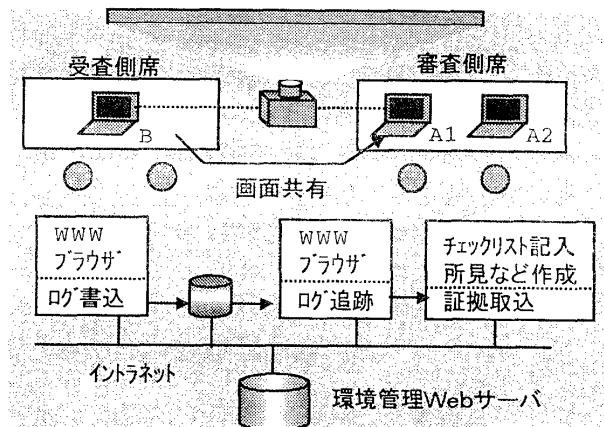 受査側席
審査側席
B
A1
A2
画面共有
WWW
ブラウザ
ログ書込
WWW
ブラウザ
ログ追跡
チェックリスト記入
所見など作成
証拠取込
イントラネット
環境管理Webサーバ